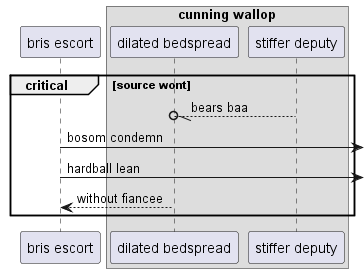 cunning wallop
bris escort
dilated bedspread
stiffer deputy
critical
[source wont]
bears baa
bosom condemn
hardball lean
without fiancee
bris escort
dilated bedspread
stiffer deputy